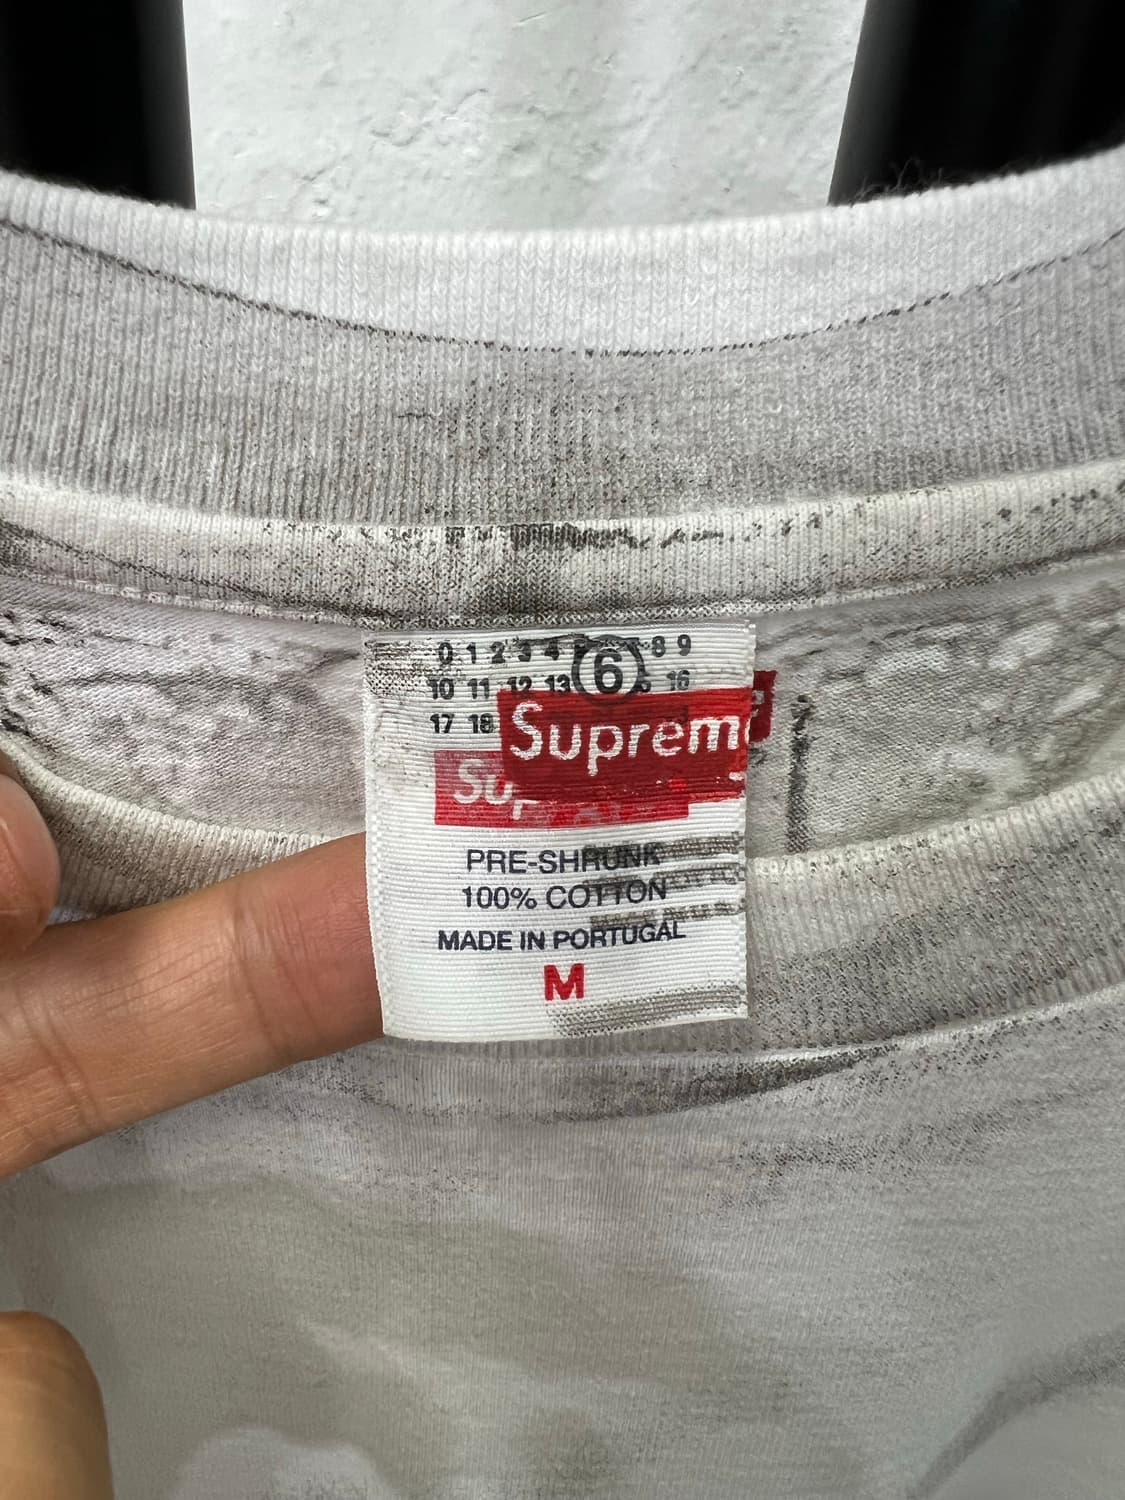 0 1 2 3 4 8 9
6
10 11 12 13 16
17 18
Supreme
PRE-SHRUNK
100% COTTON
MADE IN PORTUGAL
M